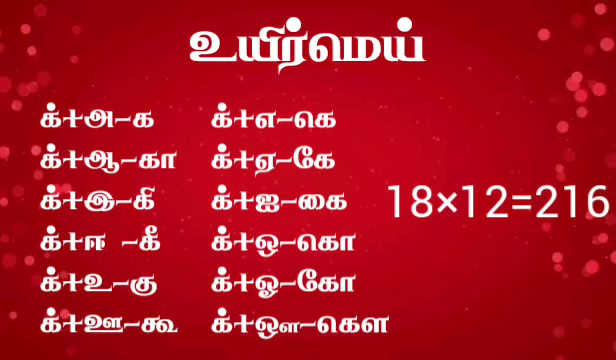 உயிர்மெய்
க்+அ-க
க்+ஆ-கா
க்+இ-கி
க்+ஈ -கீ
க்+உ-கு
க்+ஊ-கூ
க்+எ-கெ
க்+ஏ-கே
க்+ஐ-கை
க்+ஒ-கொ
க்+ஓ-கோ
க்+ஔ-கௌ
18×12=216